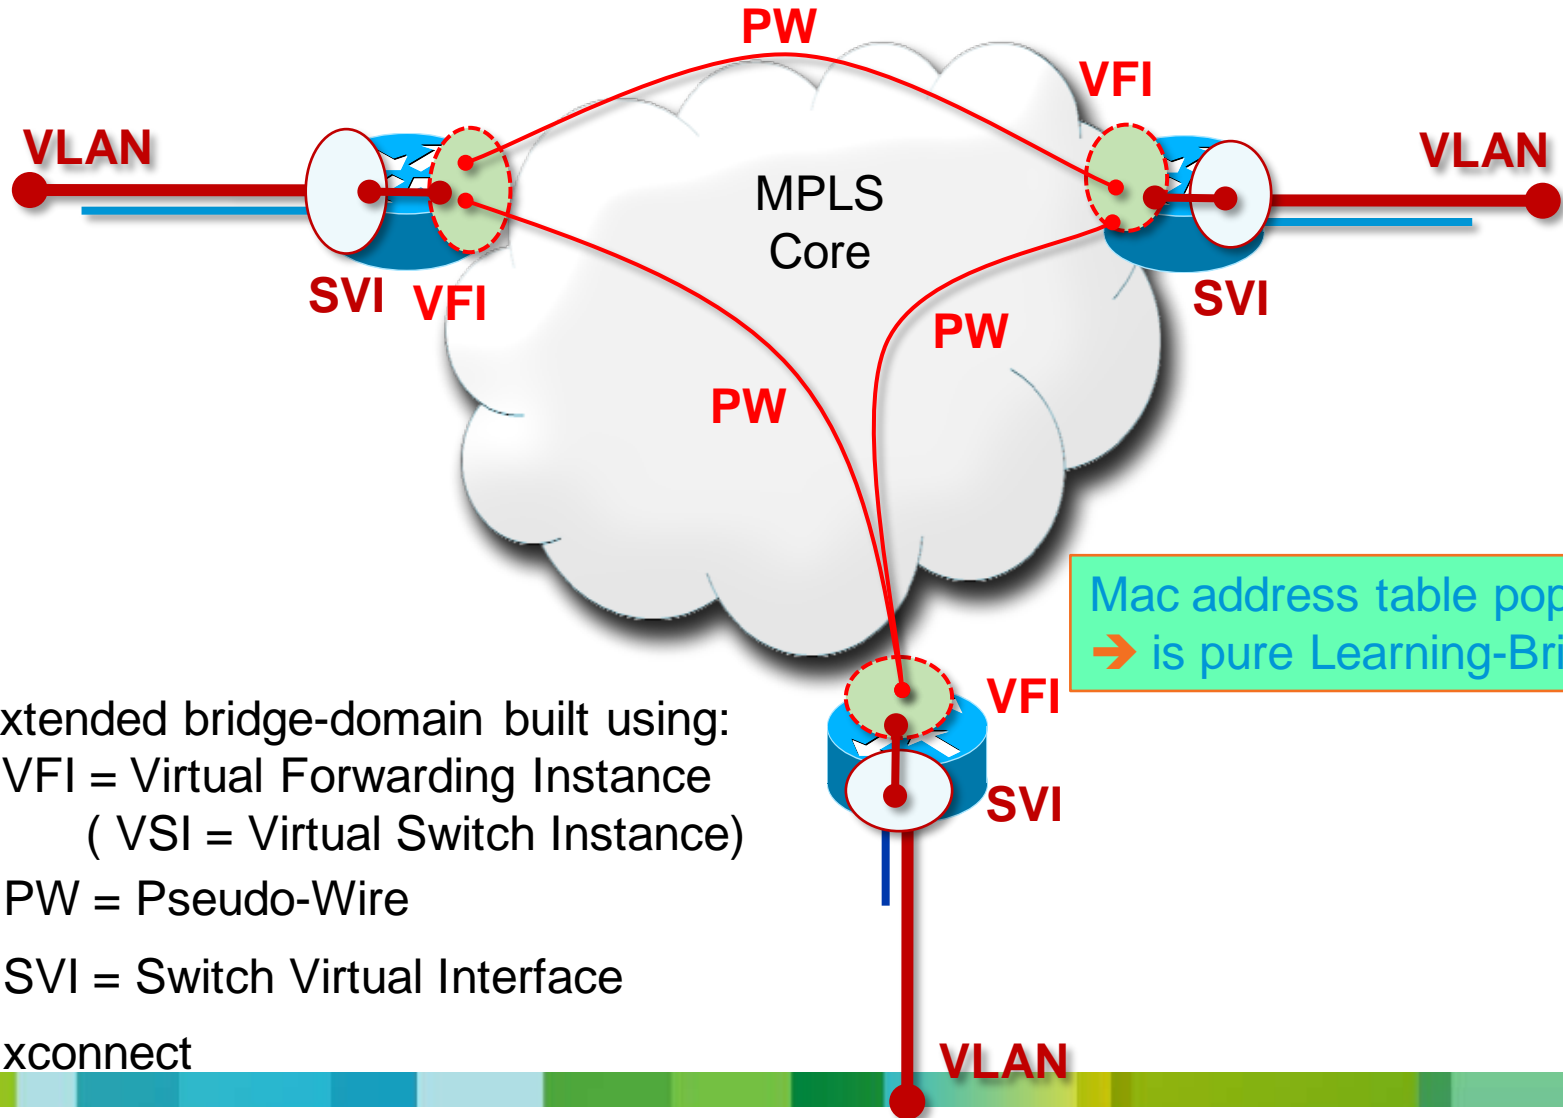 PW
VFI
VLAN
VLAN
MPLS
Core
SVI
VFI
SVI
PW
PW
Mac address table pop
➔ is pure Learning-Bri
VFI
xtended bridge-domain built using:
VFI = Virtual Forwarding Instance
( VSI = Virtual Switch Instance)
SVI
PW = Pseudo-Wire
SVI = Switch Virtual Interface
xconnect
VLAN